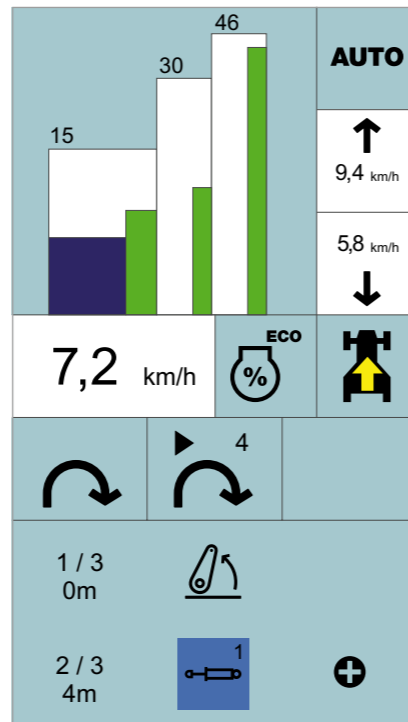 46
30
15
AUTO
9,4 km/h
5,8 km/h
7,2 km/h
ECO
%
4
1 / 3
0m
2 / 3
4m
1